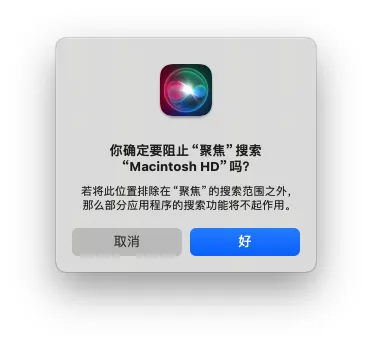 你确定要阻止“聚焦”搜索
“Macintosh HD”吗？
若将此位置排除在“聚焦”的搜索范围之外，
那么部分应用程序的搜索功能将不起作用。
取消
好